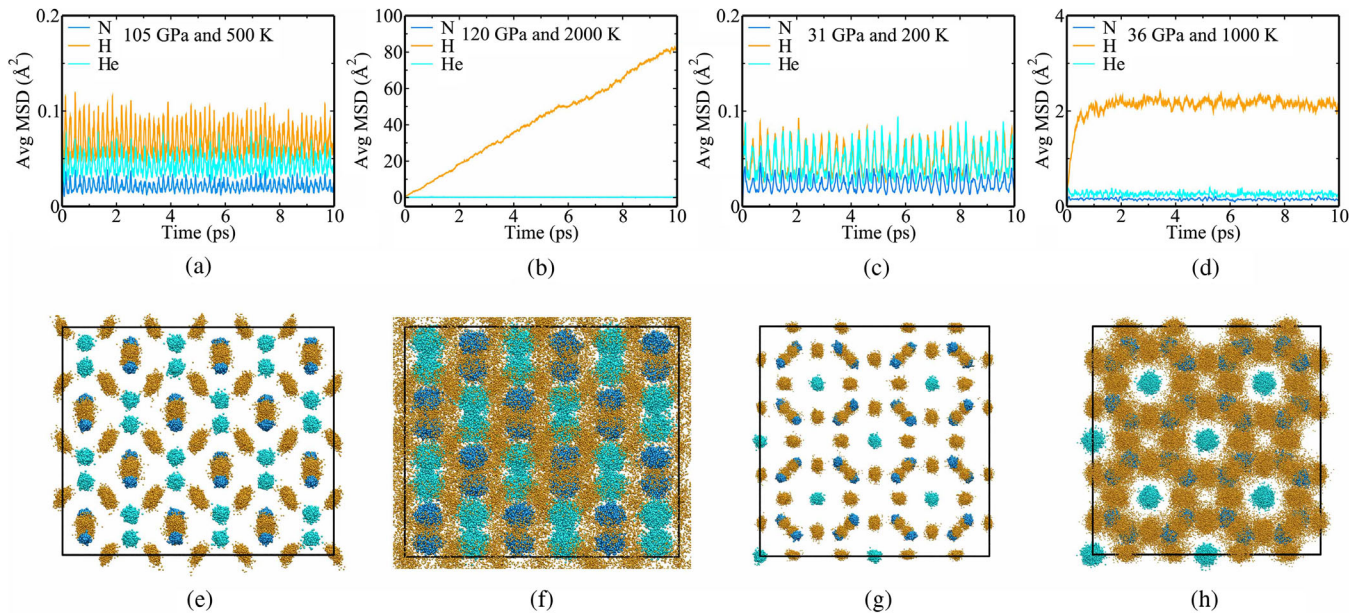 0.2
N
105 GPa and 500 K
H
He
0.1
0
0 2 4 6 8 10
Avg MSD (Å²)
Time (ps)
(a)
100
N
120 GPa and 2000 K
H
80
He
60
40
20
0
0 2 4 6 8 10
Avg MSD (Å²)
Time (ps)
(b)
0.2
N
31 GPa and 200 K
H
He
0.1
0
0 2 4 6 8 10
Avg MSD (Å²)
Time (ps)
(c)
4
N
36 GPa and 1000 K
H
He
2
0
0 2 4 6 8 10
Avg MSD (Å²)
Time (ps)
(d)
(e)
(f)
(g)
(h)